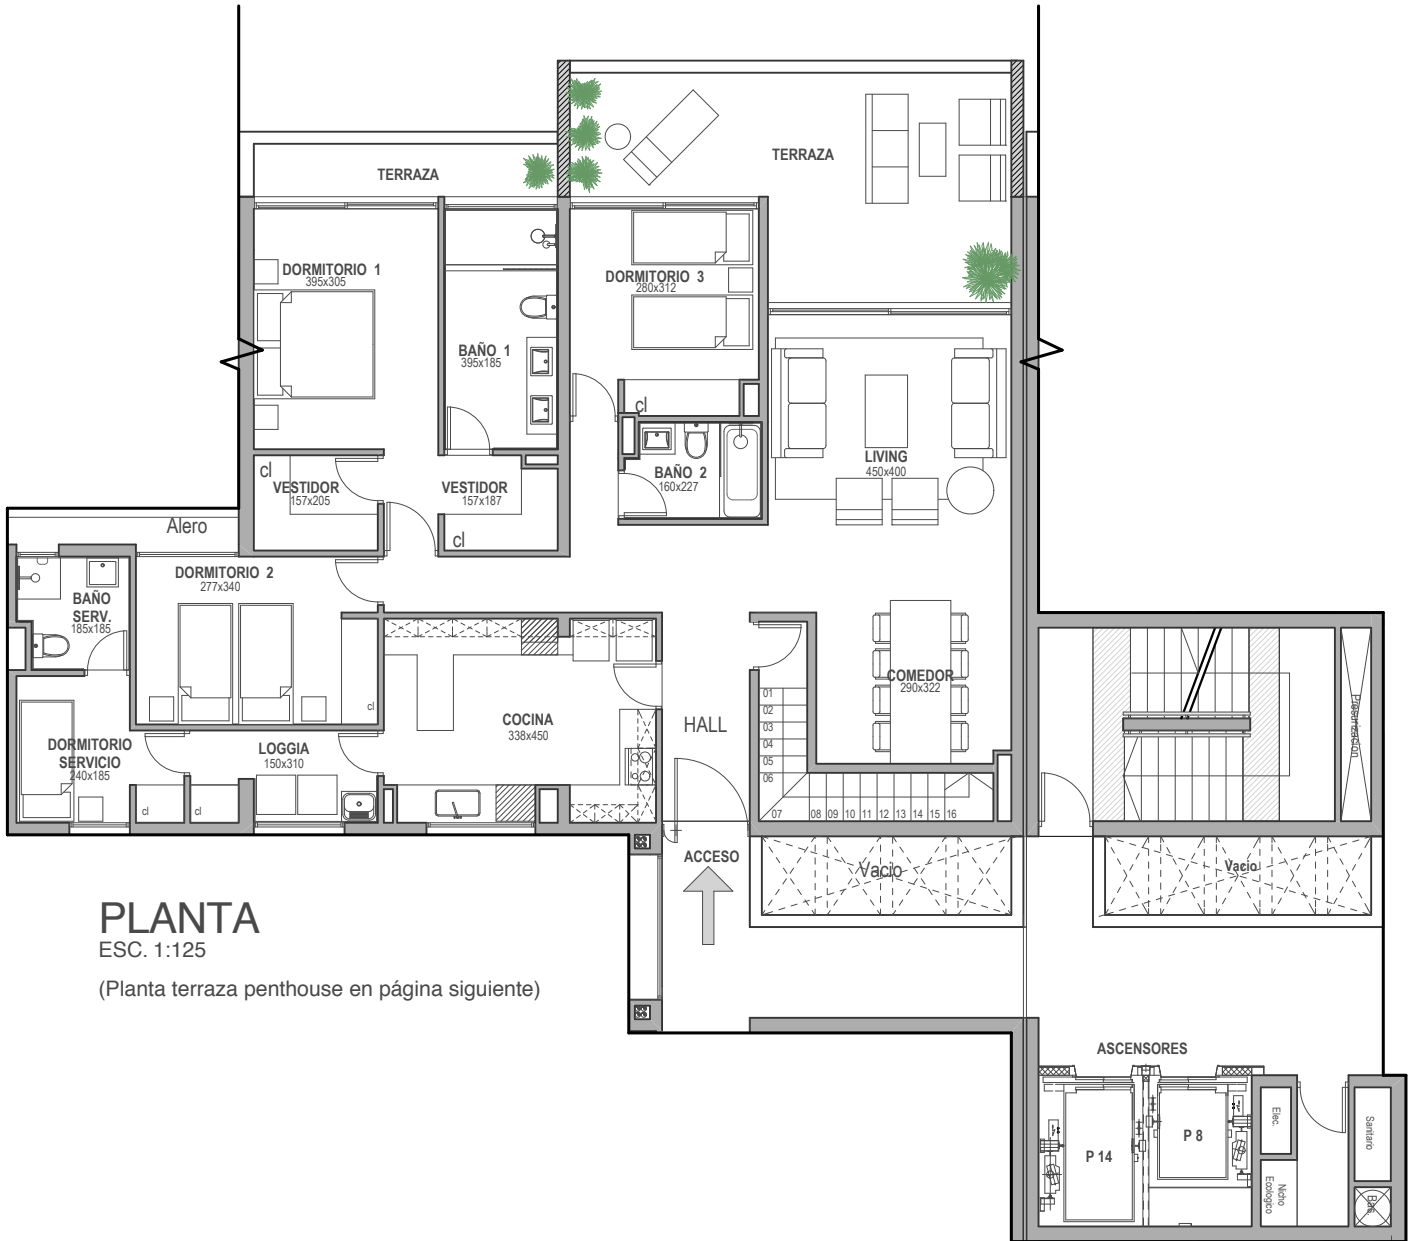 TERRAZA
TERRAZA
DORMITORIO 1
395x305
DORMITORIO 3
280x312
BAÑO 1
395x185
cl
LIVING
450x400
cl
VESTIDOR
157x205
VESTIDOR
157x187
BAÑO 2
160x227
cl
Alero
DORMITORIO 2
277x340
BAÑO
SERV.
185x185
cl
COMEDOR
290x322
COCINA
338x450
HALL
01
02
03
04
05
06
07
08
09
10
11
12
13
14
15
16
Presurizacion
DORMITORIO
SERVICIO
240x185
LOGGIA
150x310
cl
cl
ACCESO
Vacio
Vacio
PLANTA
ESC. 1:125
(Planta terraza penthouse en página siguiente)
ASCENSORES
P 14
P 8
Elec.
Nicho
Ecologico
Sanitario